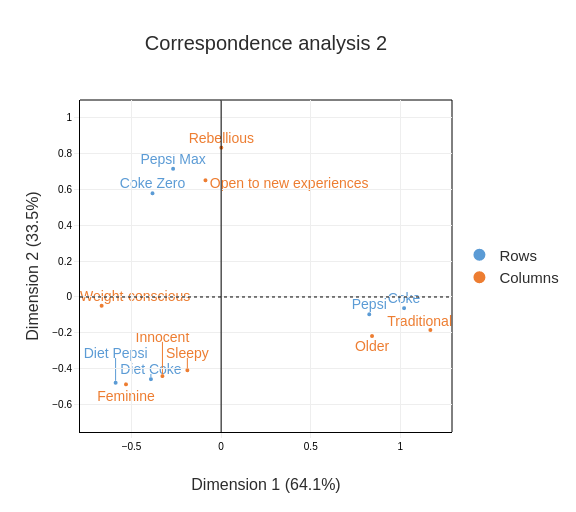 Correspondence analysis 2
1
0.8
0.6
0.4
0.2
0
−0.2
−0.4
−0.6
−0.5
0
0.5
1
Dimension 2 (33.5%)
Dimension 1 (64.1%)
Rebellious
Pepsi Max
Coke Zero
Open to new experiences
Weight conscious
Pepsi
Coke
Traditional
Older
Innocent
Diet Pepsi
Sleepy
Diet Coke
Feminine
Rows
Columns